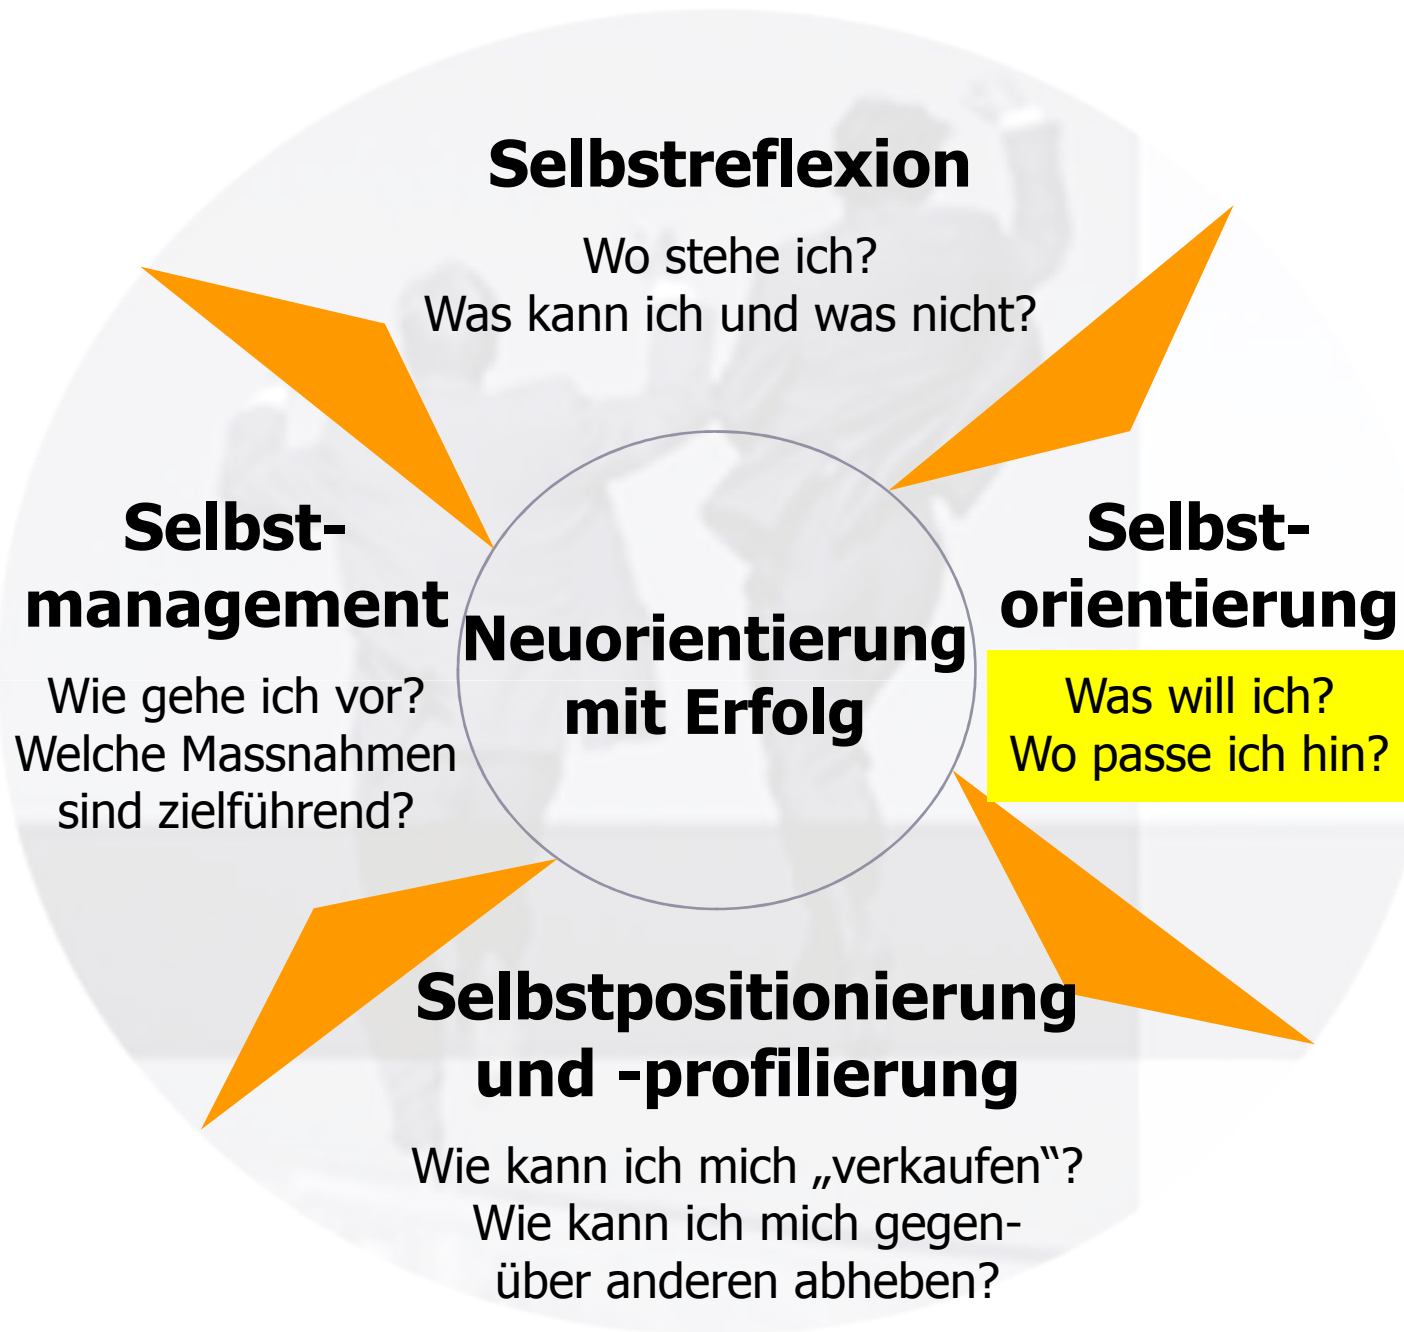 Selbstreflexion
Wo stehe ich?
Was kann ich und was nicht?
Selbst-
orientierung
Was will ich?
Wo passe ich hin?
Selbstpositionierung
und -profilierung
Wie kann ich mich „verkaufen“?
Wie kann ich mich gegen-
über anderen abheben?
Selbst-
management
Wie gehe ich vor?
Welche Massnahmen
sind zielführend?
Neuorientierung
mit Erfolg